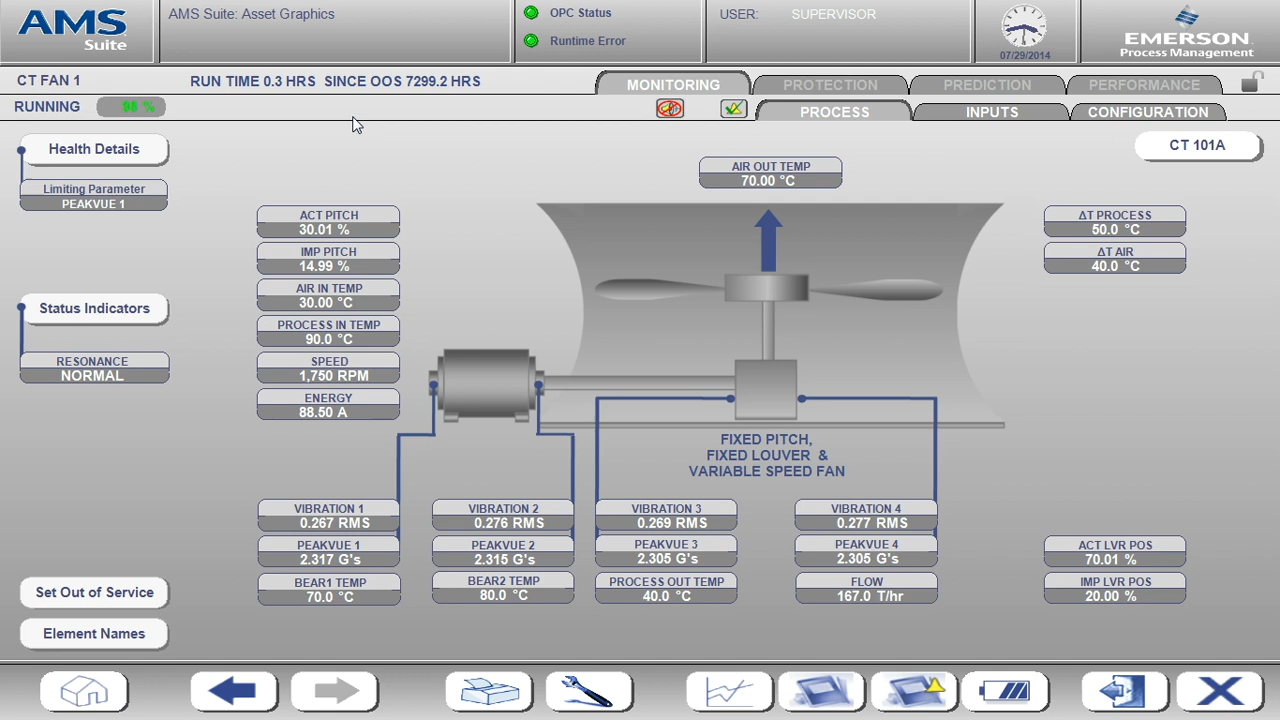 AMS
Suite
AMS Suite: Asset Graphics
OPC Status
Runtime Error
USER: SUPERVISOR
07/29/2014
EMERSON
Process Management
CT FAN 1
RUN TIME 0.3 HRS SINCE OOS 7299.2 HRS
MONITORING
PROTECTION
PREDICTION
PERFORMANCE
RUNNING
PROCESS
INPUTS
CONFIGURATION
Health Details
Limiting Parameter
PEAKVUE 1
Status Indicators
RESONANCE
NORMAL
Set Out of Service
Element Names
CT 101A
AIR OUT TEMP
70.00 °C
ACT PITCH
30.01 %
IMP PITCH
14.99 %
AIR IN TEMP
30.00 °C
PROCESS IN TEMP
90.0 °C
SPEED
1,750 RPM
ENERGY
88.50 A
ΔT PROCESS
50.0 °C
ΔT AIR
40.0 °C
FIXED PITCH,
FIXED LOUVER &
VARIABLE SPEED FAN
VIBRATION 1
0.267 RMS
PEAKVUE 1
2.317 G's
BEAR1 TEMP
70.0 °C
VIBRATION 2
0.276 RMS
PEAKVUE 2
2.315 G's
BEAR2 TEMP
80.0 °C
VIBRATION 3
0.269 RMS
PEAKVUE 3
2.305 G's
PROCESS OUT TEMP
40.0 °C
VIBRATION 4
0.277 RMS
PEAKVUE 4
2.305 G's
FLOW
167.0 T/hr
ACT LVR POS
70.01 %
IMP LVR POS
20.00 %